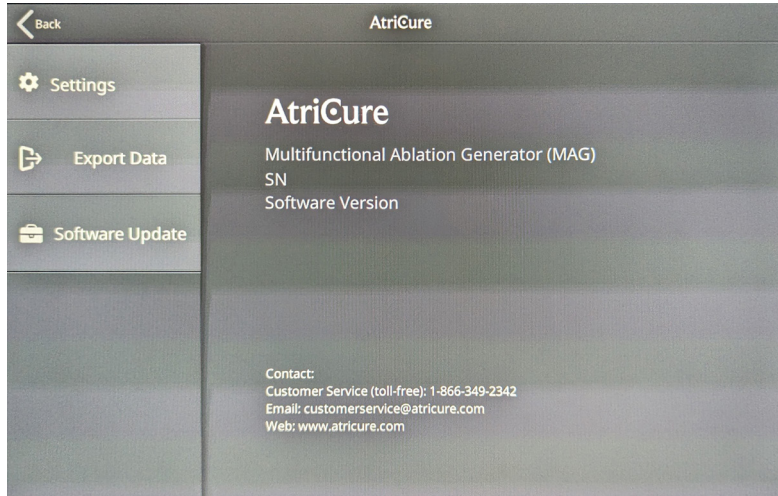 Back
AtriCure
Settings
Export Data
Software Update
AtriCure
Multifunctional Ablation Generator (MAG)
SN
Software Version
Contact:
Customer Service (toll-free): 1-866-349-2342
Email: customerservice@atricure.com
Web: www.atricure.com